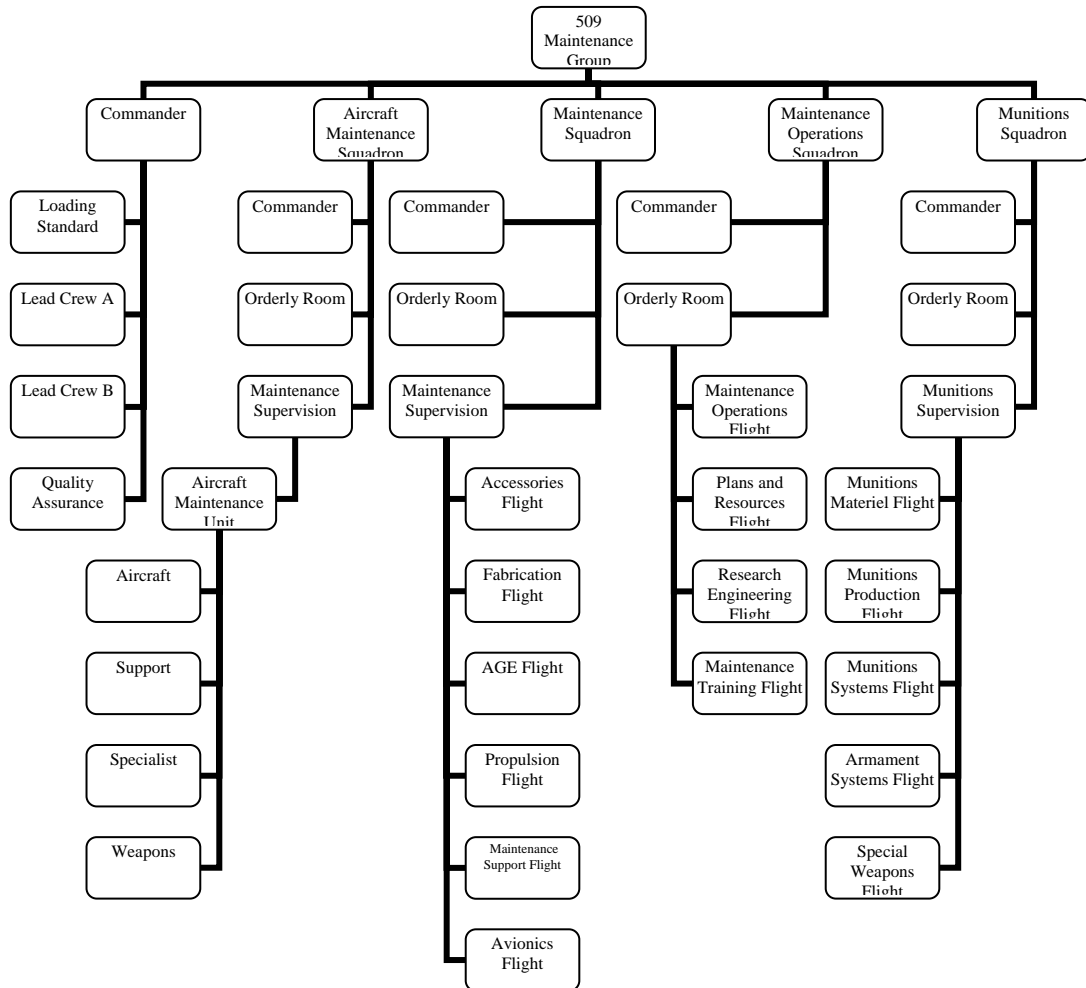 509
Maintenance
Group
Commander
Aircraft
Maintenance
Squadron
Maintenance
Squadron
Maintenance
Operations
Squadron
Munitions
Squadron
Loading
Standard
Commander
Commander
Commander
Commander
Lead Crew A
Orderly Room
Orderly Room
Orderly Room
Orderly Room
Lead Crew B
Maintenance
Supervision
Maintenance
Supervision
Maintenance
Operations
Flight
Munitions
Supervision
Quality
Assurance
Aircraft
Maintenance
Unit
Accessories
Flight
Plans and
Resources
Flight
Munitions
Materiel Flight
Aircraft
Fabrication
Flight
Research
Engineering
Flight
Munitions
Production
Flight
Support
AGE Flight
Maintenance
Training Flight
Munitions
Systems Flight
Specialist
Propulsion
Flight
Armament
Systems Flight
Weapons
Maintenance
Support Flight
Special
Weapons
Flight
Avionics
Flight